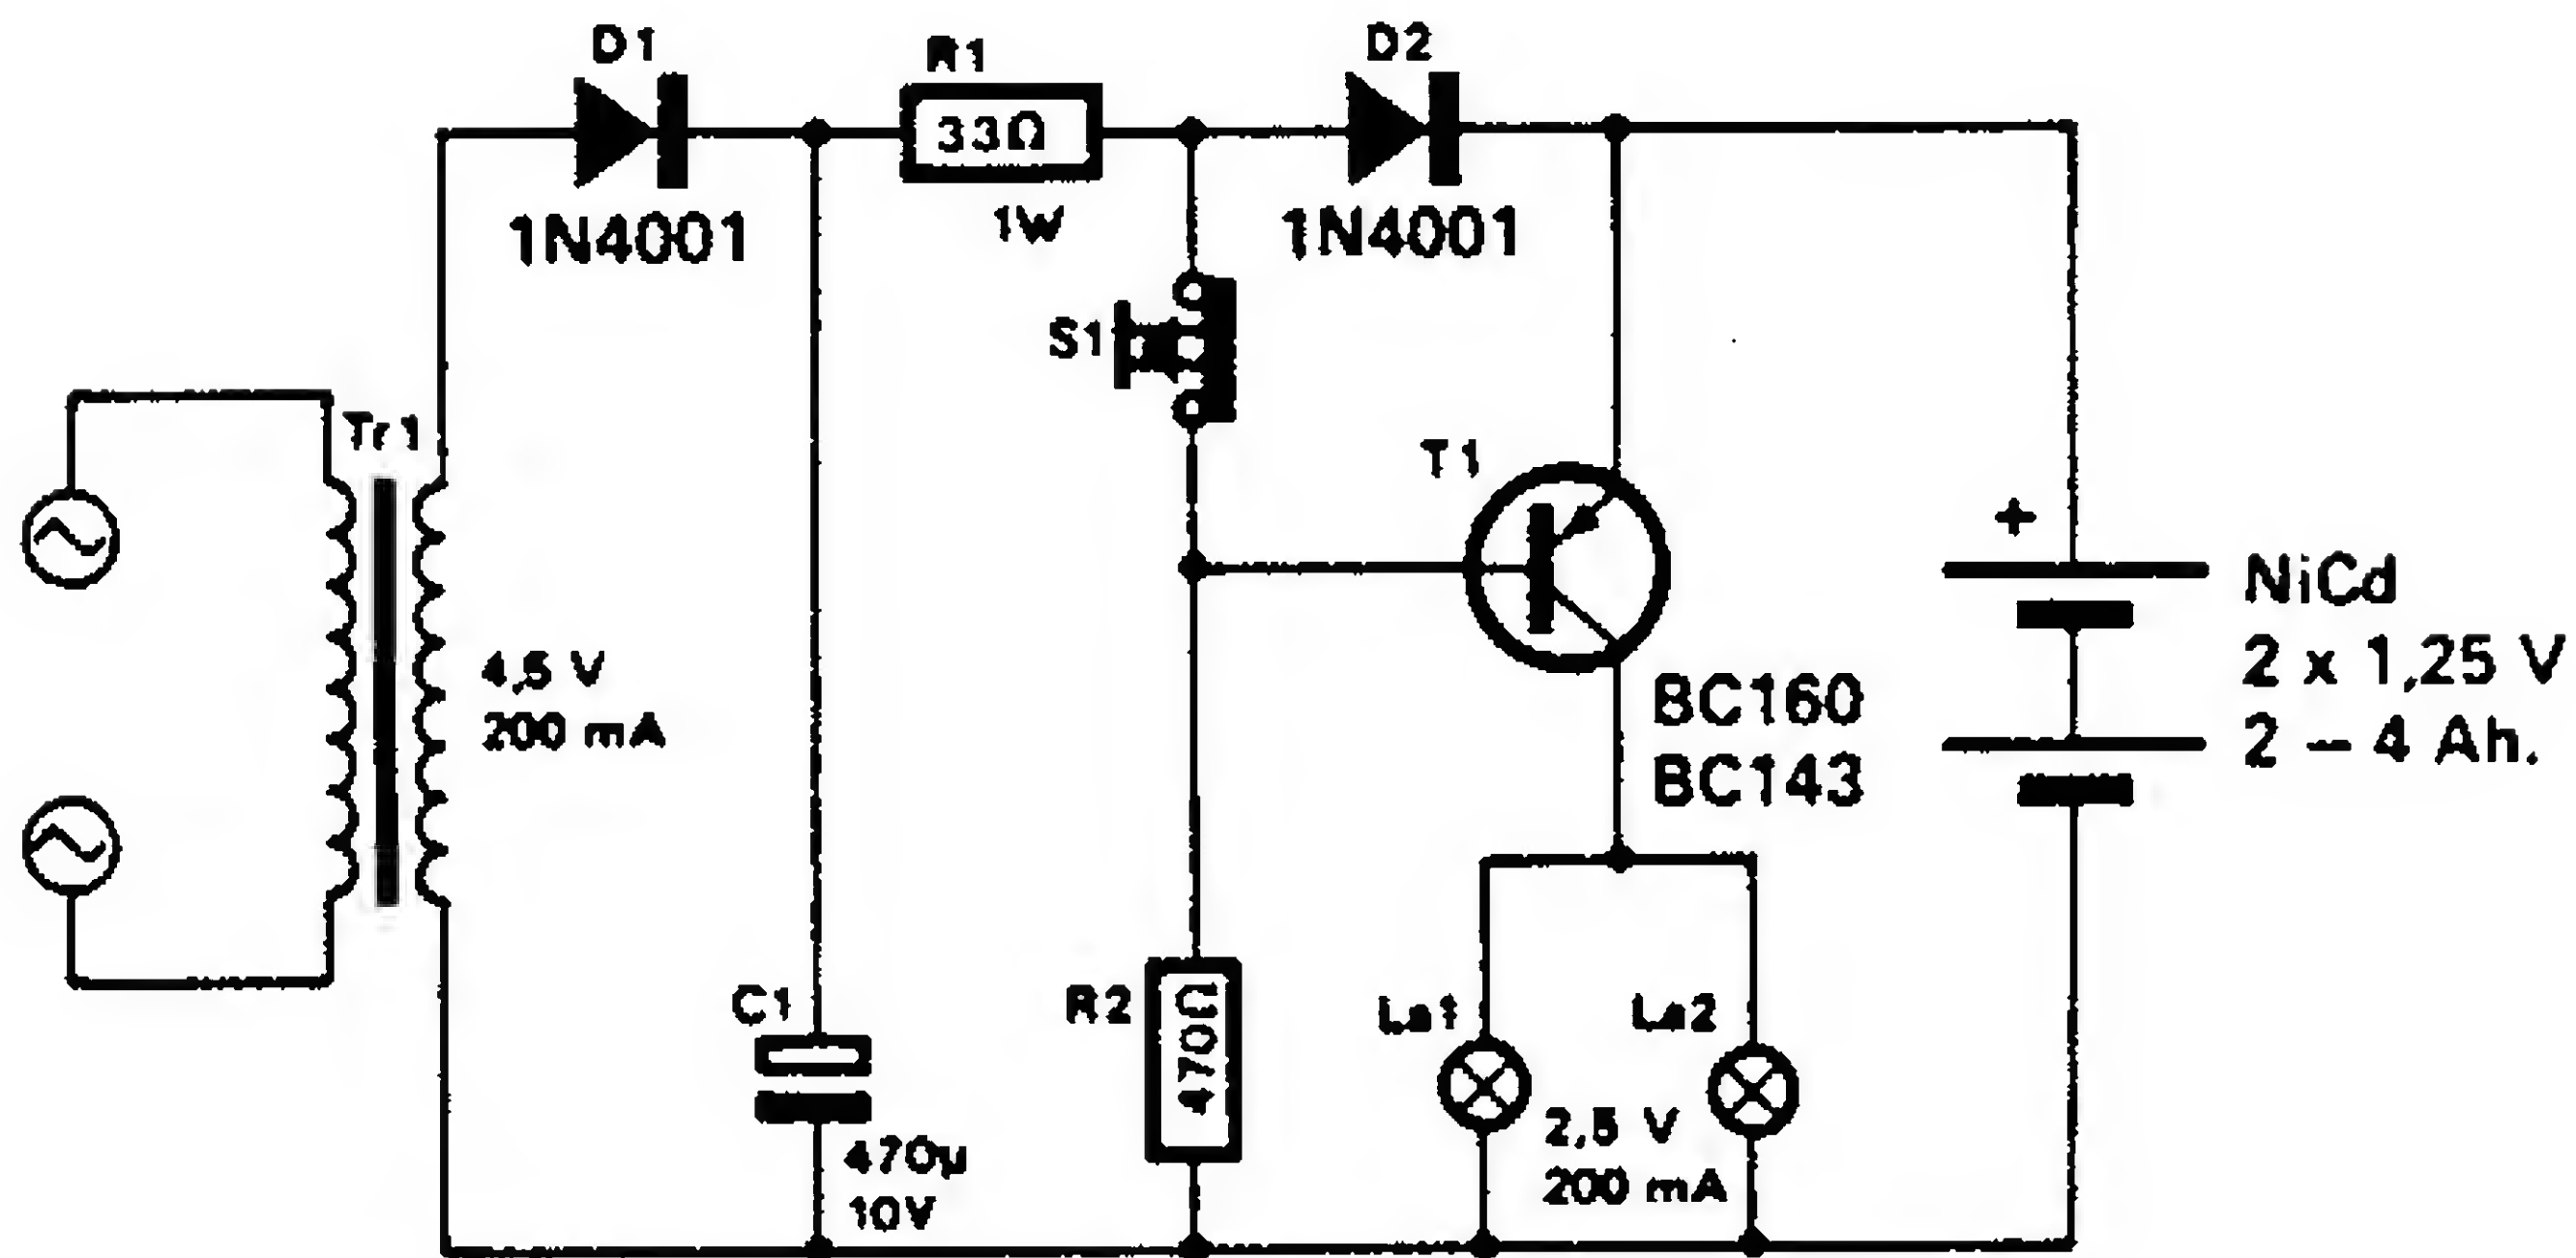 D1
R1
D2
33Ω
1N4001
1W
1N4001
S1
Tr1
T1
+
NiCd
2 x 1,25 V
2 – 4 Ah.
4,5 V
200 mA
BC160
BC143
C1
R2
470Ω
La1
La2
470µ
10V
2,5 V
200 mA